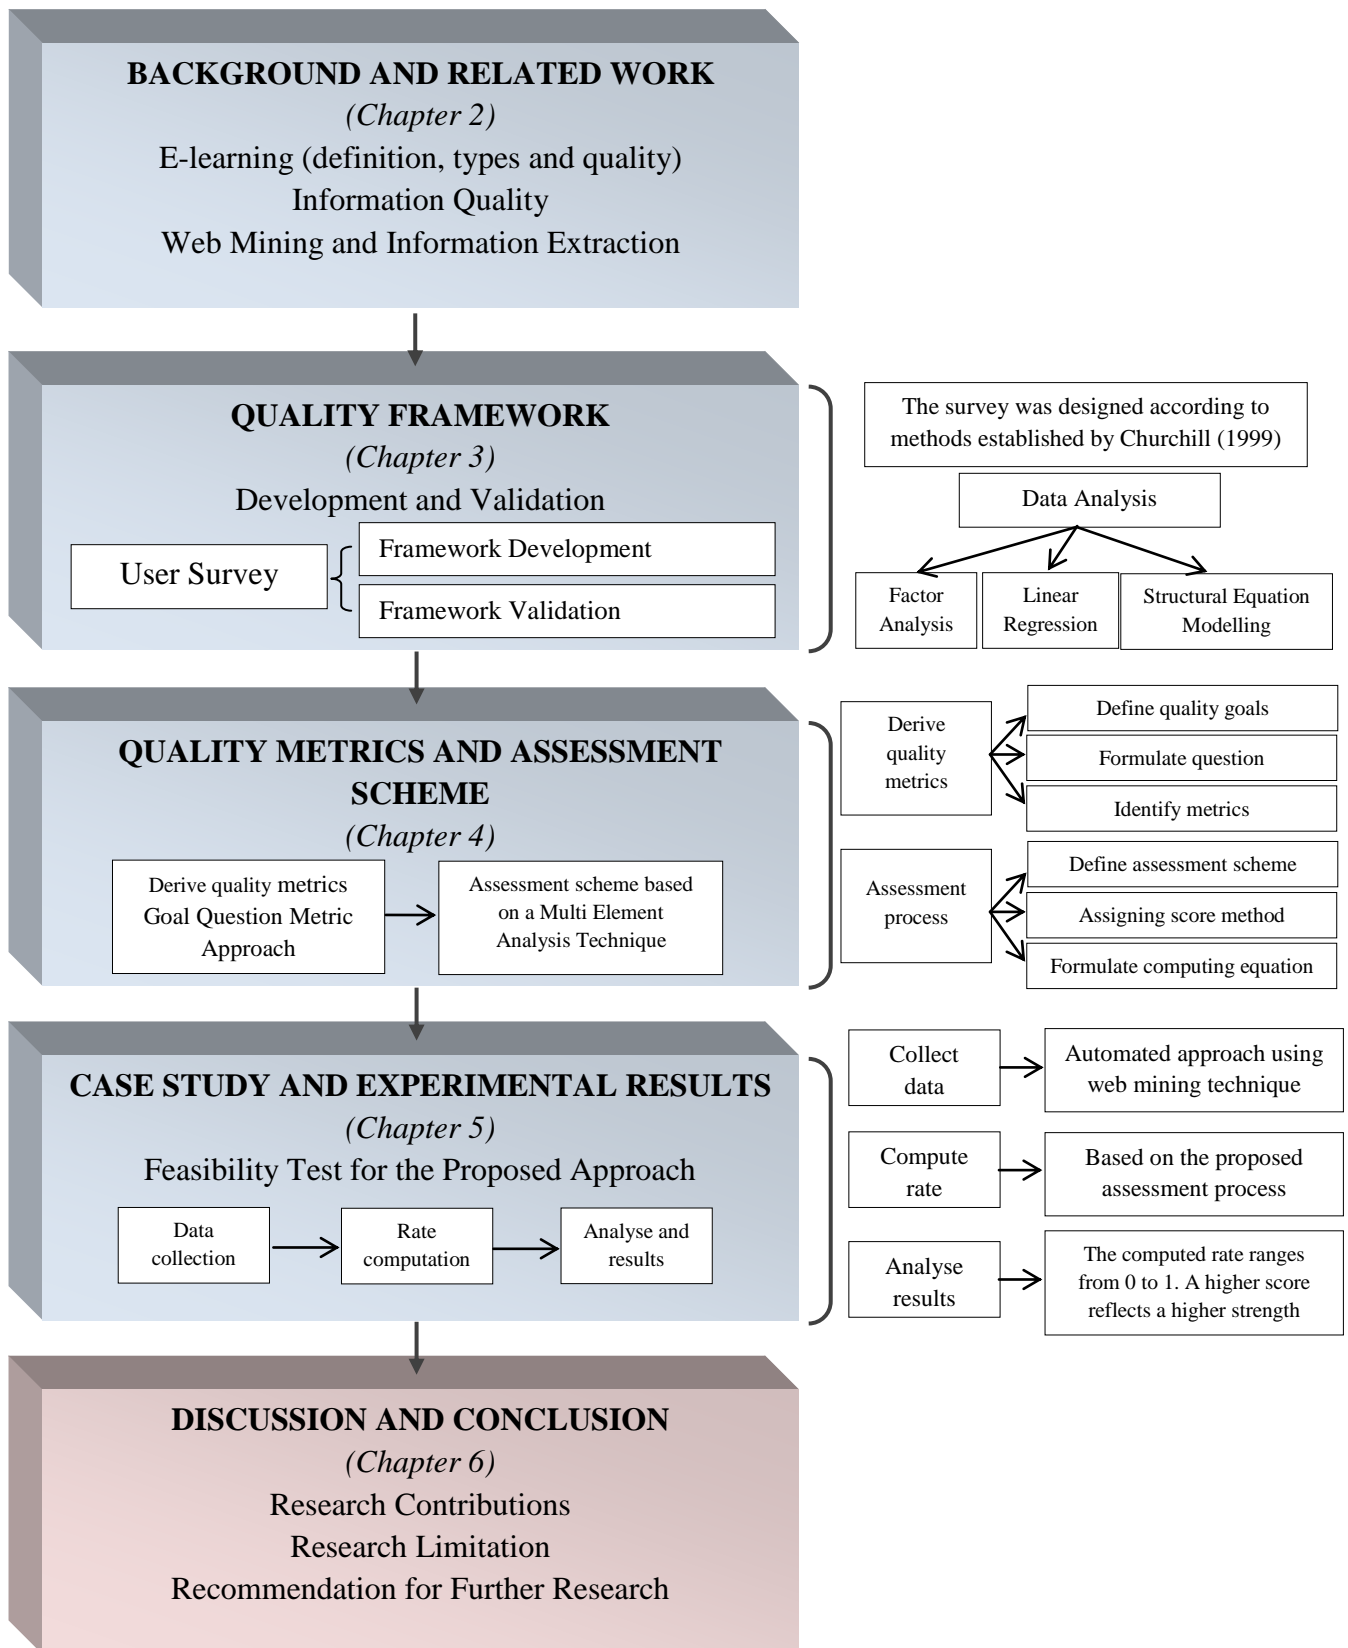 BACKGROUND AND RELATED WORK
(Chapter 2)
E-learning (definition, types and quality)
Information Quality
Web Mining and Information Extraction
QUALITY FRAMEWORK
(Chapter 3)
Development and Validation
User Survey
Framework Development
Framework Validation
The survey was designed according to
methods established by Churchill (1999)
Data Analysis
Factor
Analysis
Linear
Regression
Structural Equation
Modelling
QUALITY METRICS AND ASSESSMENT
SCHEME
(Chapter 4)
Derive quality metrics
Goal Question Metric
Approach
Assessment scheme based
on a Multi Element
Analysis Technique
Derive
quality
metrics
Define quality goals
Formulate question
Identify metrics
Assessment
process
Define assessment scheme
Assigning score method
Formulate computing equation
CASE STUDY AND EXPERIMENTAL RESULTS
(Chapter 5)
Feasibility Test for the Proposed Approach
Data
collection
Rate
computation
Analyse and
results
Collect
data
Automated approach using
web mining technique
Compute
rate
Based on the proposed
assessment process
Analyse
results
The computed rate ranges
from 0 to 1. A higher score
reflects a higher strength
DISCUSSION AND CONCLUSION
(Chapter 6)
Research Contributions
Research Limitation
Recommendation for Further Research